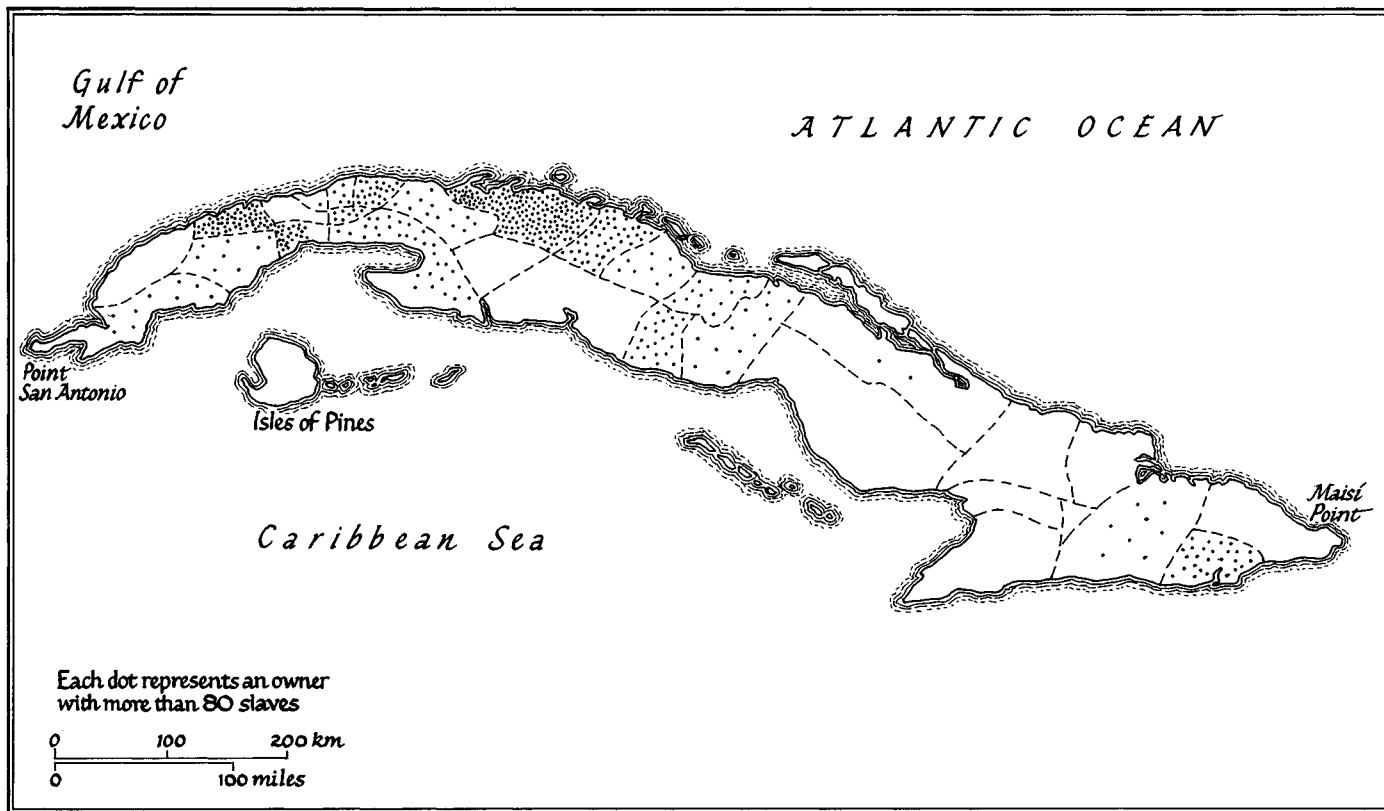 Gulf of
Mexico
ATLANTIC OCEAN
Point
San Antonio
Isles of Pines
Maisí
Point
Caribbean Sea
Each dot represents an owner
with more than 80 slaves
0 100 200 km
0 100 miles